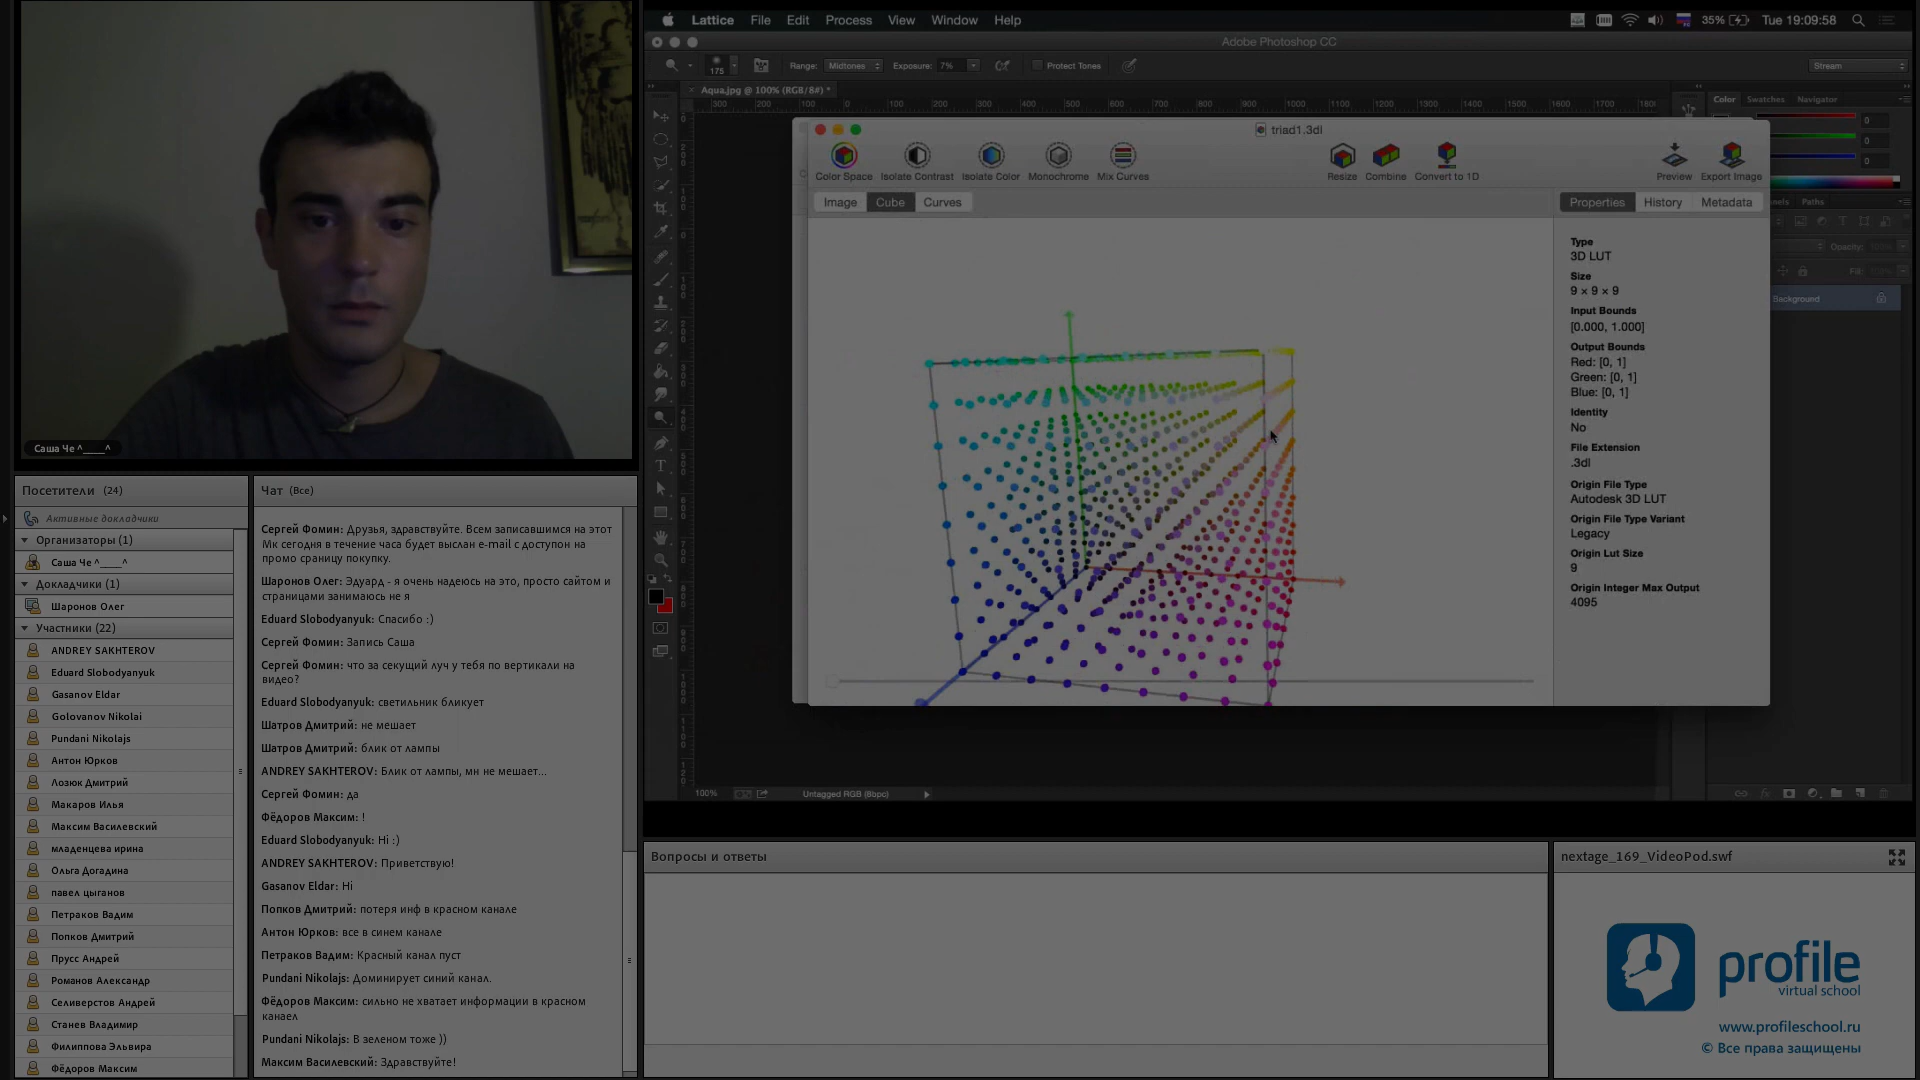 Lattice File Edit Process View Window Help
35% Tue 19:09:58
Adobe Photoshop CC
175 Range: Midtones Exposure: 7% Protect Tones Stream
Aqua.jpg @ 100% (RGB/8#) *
Color Swatches Navigator
0
0
0
triad1.3dl
Color Space Isolate Contrast Isolate Color Monochrome Mix Curves Resize Combine Convert to 1D Preview Export Image
Image Cube Curves
Properties History Metadata
Paths
Opacity:
Fill:
Background
Type
3D LUT
Size
9 × 9 × 9
Input Bounds
[0.000, 1.000]
Output Bounds
Red: [0, 1]
Green: [0, 1]
Blue: [0, 1]
Identity
No
File Extension
.3dl
Origin File Type
Autodesk 3D LUT
Origin File Type Variant
Legacy
Origin Lut Size
9
Origin Integer Max Output
4095
100% Untagged RGB (8bpc)
Саша Че ^____^
Посетители (24)
Активные докладчики
Организаторы (1)
Саша Че ^____^
Докладчики (1)
Шаронов Олег
Участники (22)
ANDREY SAKHTEROV
Eduard Slobodyanyuk
Gasanov Eldar
Golovanov Nikolai
Pundani Nikolajs
Антон Юрков
Лозюк Дмитрий
Макаров Илья
Максим Василевский
младенцева ирина
Ольга Догадина
павел цыганов
Петраков Вадим
Попков Дмитрий
Прусс Андрей
Романов Александр
Селиверстов Андрей
Станев Владимир
Филиппова Эльвира
Фёдоров Максим
Чат (Все)
Сергей Фомин: Друзья, здравствуйте. Всем записавшимся на этот
Мк сегодня в течение часа будет выслан e-mail с доступон на
промо сраницу покупку.
Шаронов Олег: Эдуард - я очень надеюсь на это, просто сайтом и
страницами занимаюсь не я
Eduard Slobodyanyuk: Спасибо :)
Сергей Фомин: Запись Саша
Сергей Фомин: что за секущий луч у тебя по вертикали на
видео?
Eduard Slobodyanyuk: светильник бликует
Шатров Дмитрий: не мешает
Шатров Дмитрий: блик от лампы
ANDREY SAKHTEROV: Блик от лампы, мн не мешает...
Сергей Фомин: да
Фёдоров Максим: !
Eduard Slobodyanyuk: Hi :)
ANDREY SAKHTEROV: Приветствую!
Gasanov Eldar: Hi
Попков Дмитрий: потеря инф в красном канале
Антон Юрков: все в синем канале
Петраков Вадим: Красный канал пуст
Pundani Nikolajs: Доминирует синий канал.
Фёдоров Максим: сильно не хватает информации в красном
канаел
Pundani Nikolajs: В зеленом тоже ))
Максим Василевский: Здравствуйте!
Вопросы и ответы
nextage_169_VideoPod.swf
profile
virtual school
www.profileschool.ru
© Все права защищены